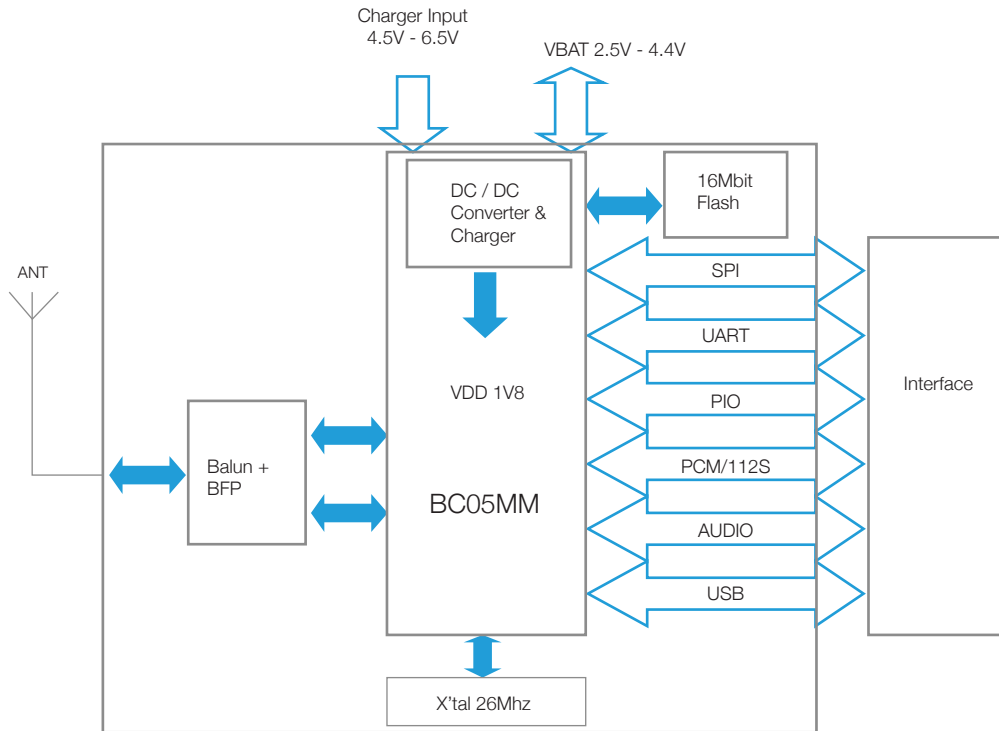 Charger Input
4.5V - 6.5V
VBAT 2.5V - 4.4V
DC / DC
Converter &
Charger
16Mbit
Flash
ANT
SPI
UART
VDD 1V8
PIO
Interface
Balun +
BFP
PCM/112S
BC05MM
AUDIO
USB
X'tal 26Mhz